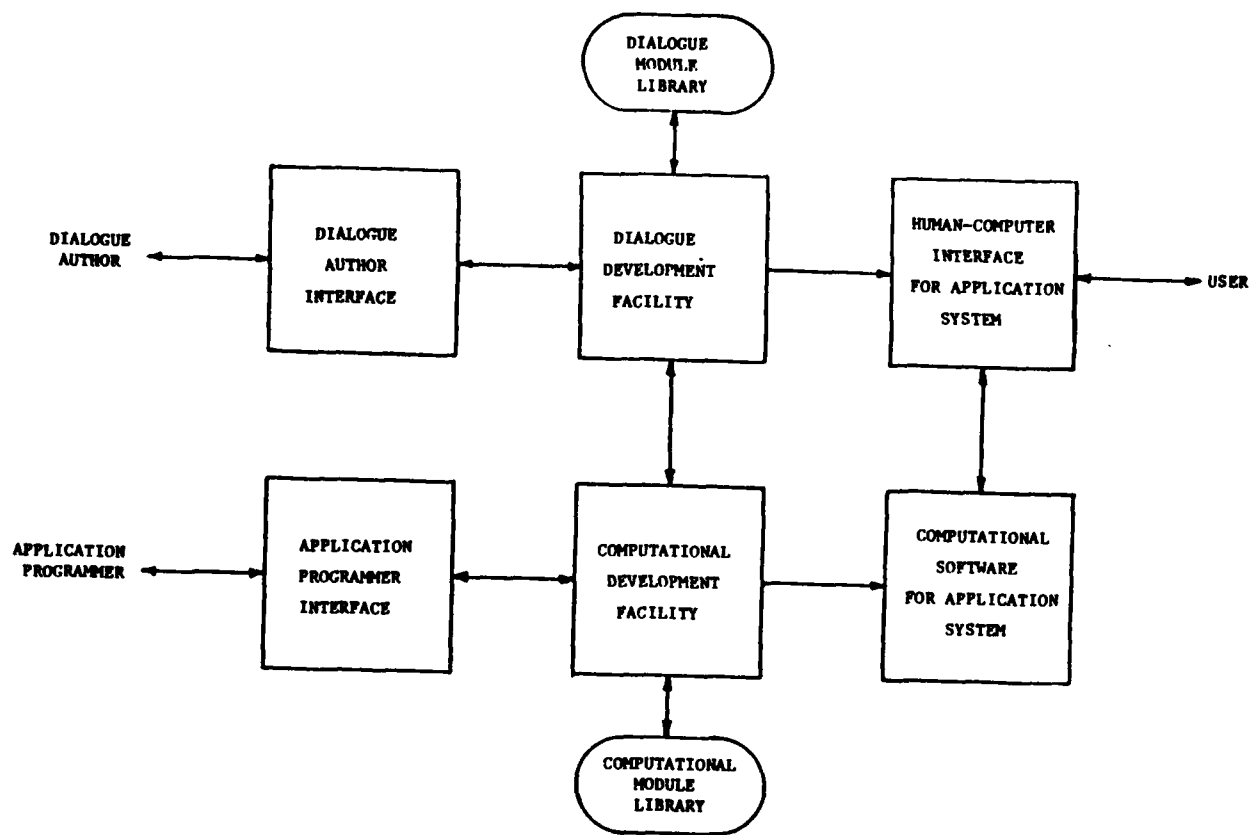 DIALOGUE
MODULE
LIBRARY
DIALOGUE
AUTHOR
DIALOGUE
AUTHOR
INTERFACE
DIALOGUE
DEVELOPMENT
FACILITY
HUMAN-COMPUTER
INTERFACE
FOR APPLICATION
SYSTEM
USER
APPLICATION
PROGRAMMER
APPLICATION
PROGRAMMER
INTERFACE
COMPUTATIONAL
DEVELOPMENT
FACILITY
COMPUTATIONAL
SOFTWARE
FOR APPLICATION
SYSTEM
COMPUTATIONAL
MODULE
LIBRARY